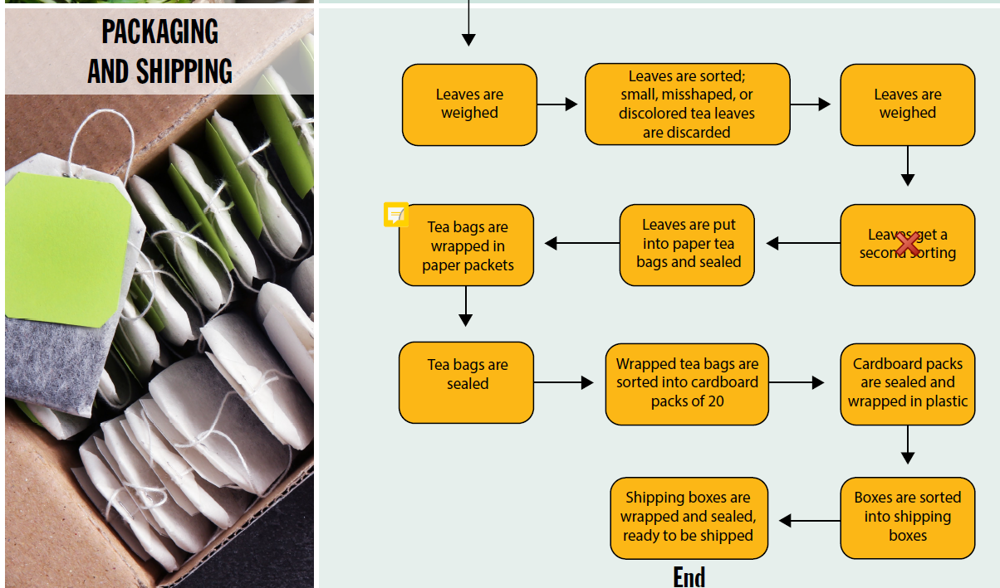 PACKAGING
AND SHIPPING
Leaves are
weighed
Leaves are sorted;
small, misshaped, or
discolored tea leaves
are discarded
Leaves are
weighed
Leaves get a
second sorting
Leaves are put
into paper tea
bags and sealed
Tea bags are
wrapped in
paper packets
Tea bags are
sealed
Wrapped tea bags are
sorted into cardboard
packs of 20
Cardboard packs
are sealed and
wrapped in plastic
Boxes are sorted
into shipping
boxes
Shipping boxes are
wrapped and sealed,
ready to be shipped
End